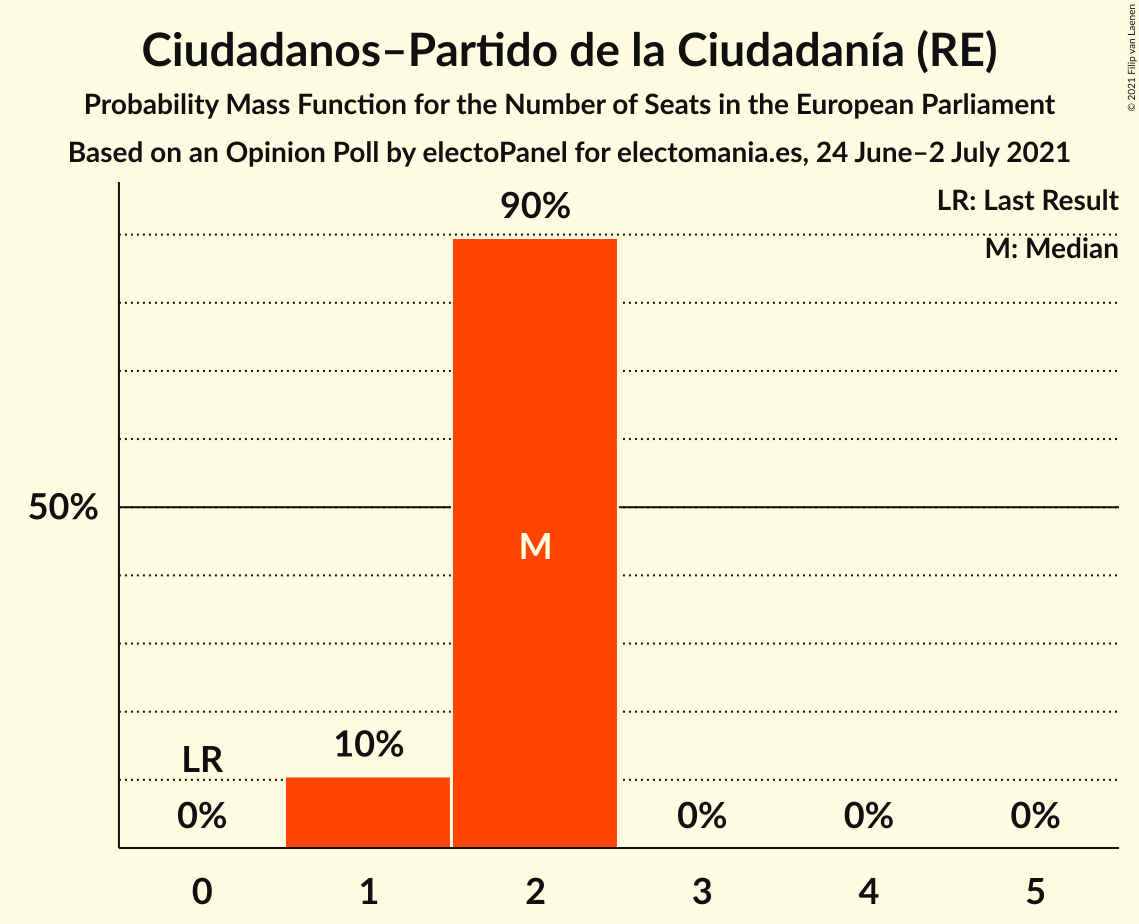 Ciudadanos–Partido de la Ciudadanía (RE)
Probability Mass Function for the Number of Seats in the European Parliament
Based on an Opinion Poll by electoPanel for electomania.es, 24 June–2 July 2021
© 2021 Filip van Laenen
LR: Last Result
M: Median
90%
50%
M
LR
10%
0%
0%
0%
0%
0 1 2 3 4 5